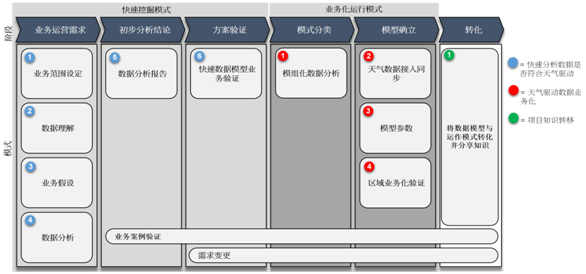 快速挖掘模式
业务化运行模式
阶段
业务运营需求
初步分析结论
方案验证
模式分类
模型确立
转化
模式
1
业务范围设定
2
数据理解
3
业务假设
4
数据分析
5
数据分析报告
6
快速数据模型业
务验证
1
模组化数据分析
2
天气数据接入同
步
3
模型参数
4
区域业务化验证
1
将数据模型与
运作模式转化
并分享知识
业务案例验证
需求变更
= 快速分析数据是
否符合天气驱动
= 天气驱动数据业
务化
= 项目知识转移